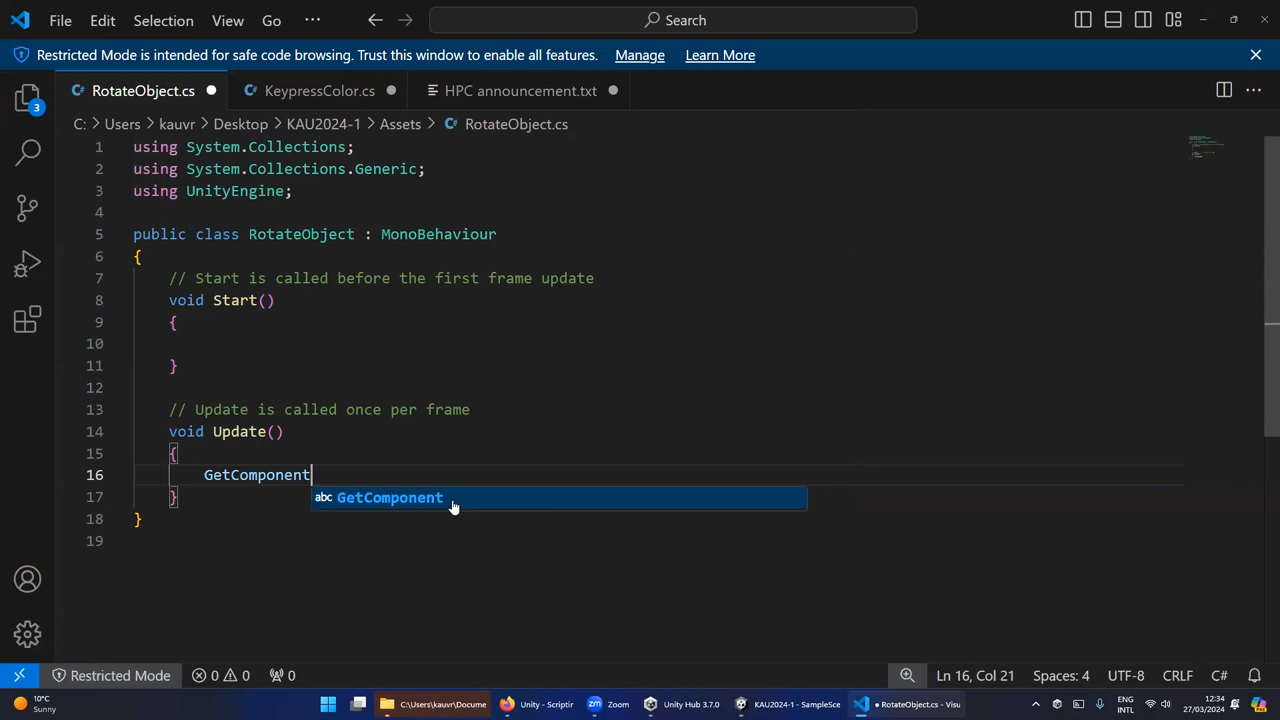 File Edit Selection View Go ··· Search
Restricted Mode is intended for safe code browsing. Trust this window to enable all features. Manage Learn More
RotateObject.cs KeypressColor.cs HPC announcement.txt
3
C: > Users > kauvr > Desktop > KAU2024-1 > Assets > RotateObject.cs
1 using System.Collections;
2 using System.Collections.Generic;
3 using UnityEngine;
4
5 public class RotateObject : MonoBehaviour
6 {
7 // Start is called before the first frame update
8 void Start()
9 {
10
11 }
12
13 // Update is called once per frame
14 void Update()
15 {
16 GetComponent
abc GetComponent
17 }
18 }
19
Restricted Mode 0 0 0 Ln 16, Col 21 Spaces: 4 UTF-8 CRLF C#
10°C
Sunny
C:\Users\kauvr\Docume Unity - Scriptin Zoom Unity Hub 3.7.0 KAU2024-1 - SampleSce • RotateObject.cs - Visu
ENG
INTL
12:34
27/03/2024